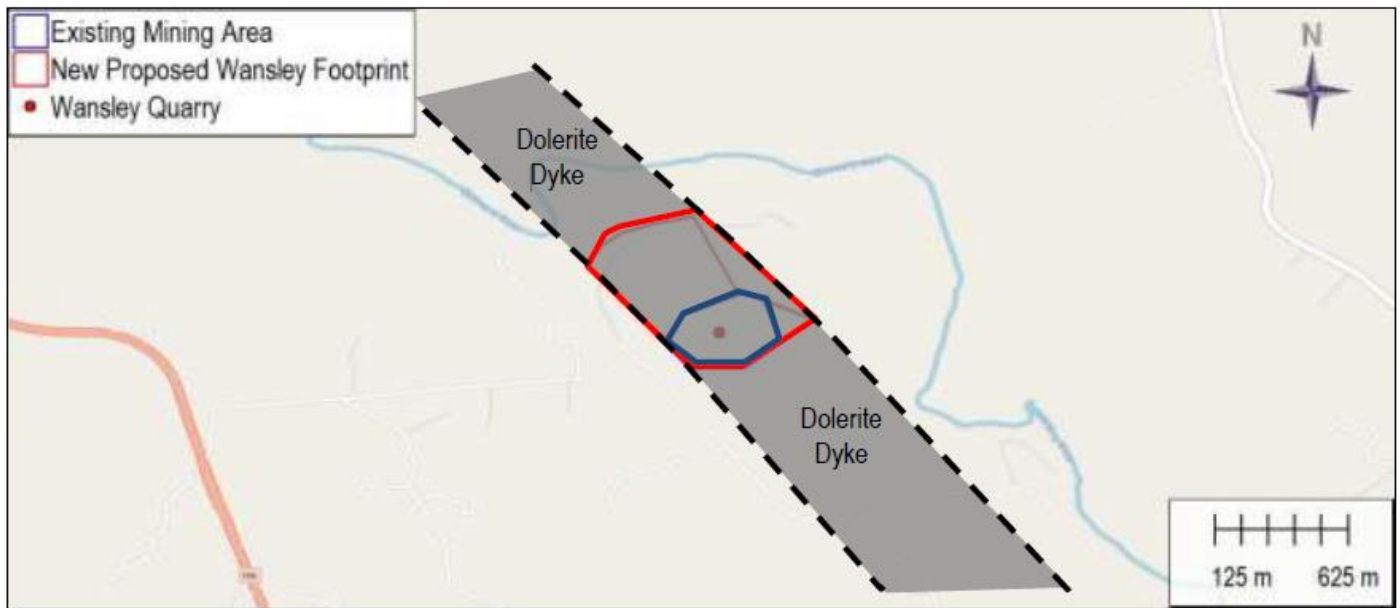 Existing Mining Area
New Proposed Wansley Footprint
Wansley Quarry
N
Dolerite
Dyke
Dolerite
Dyke
125 m 625 m